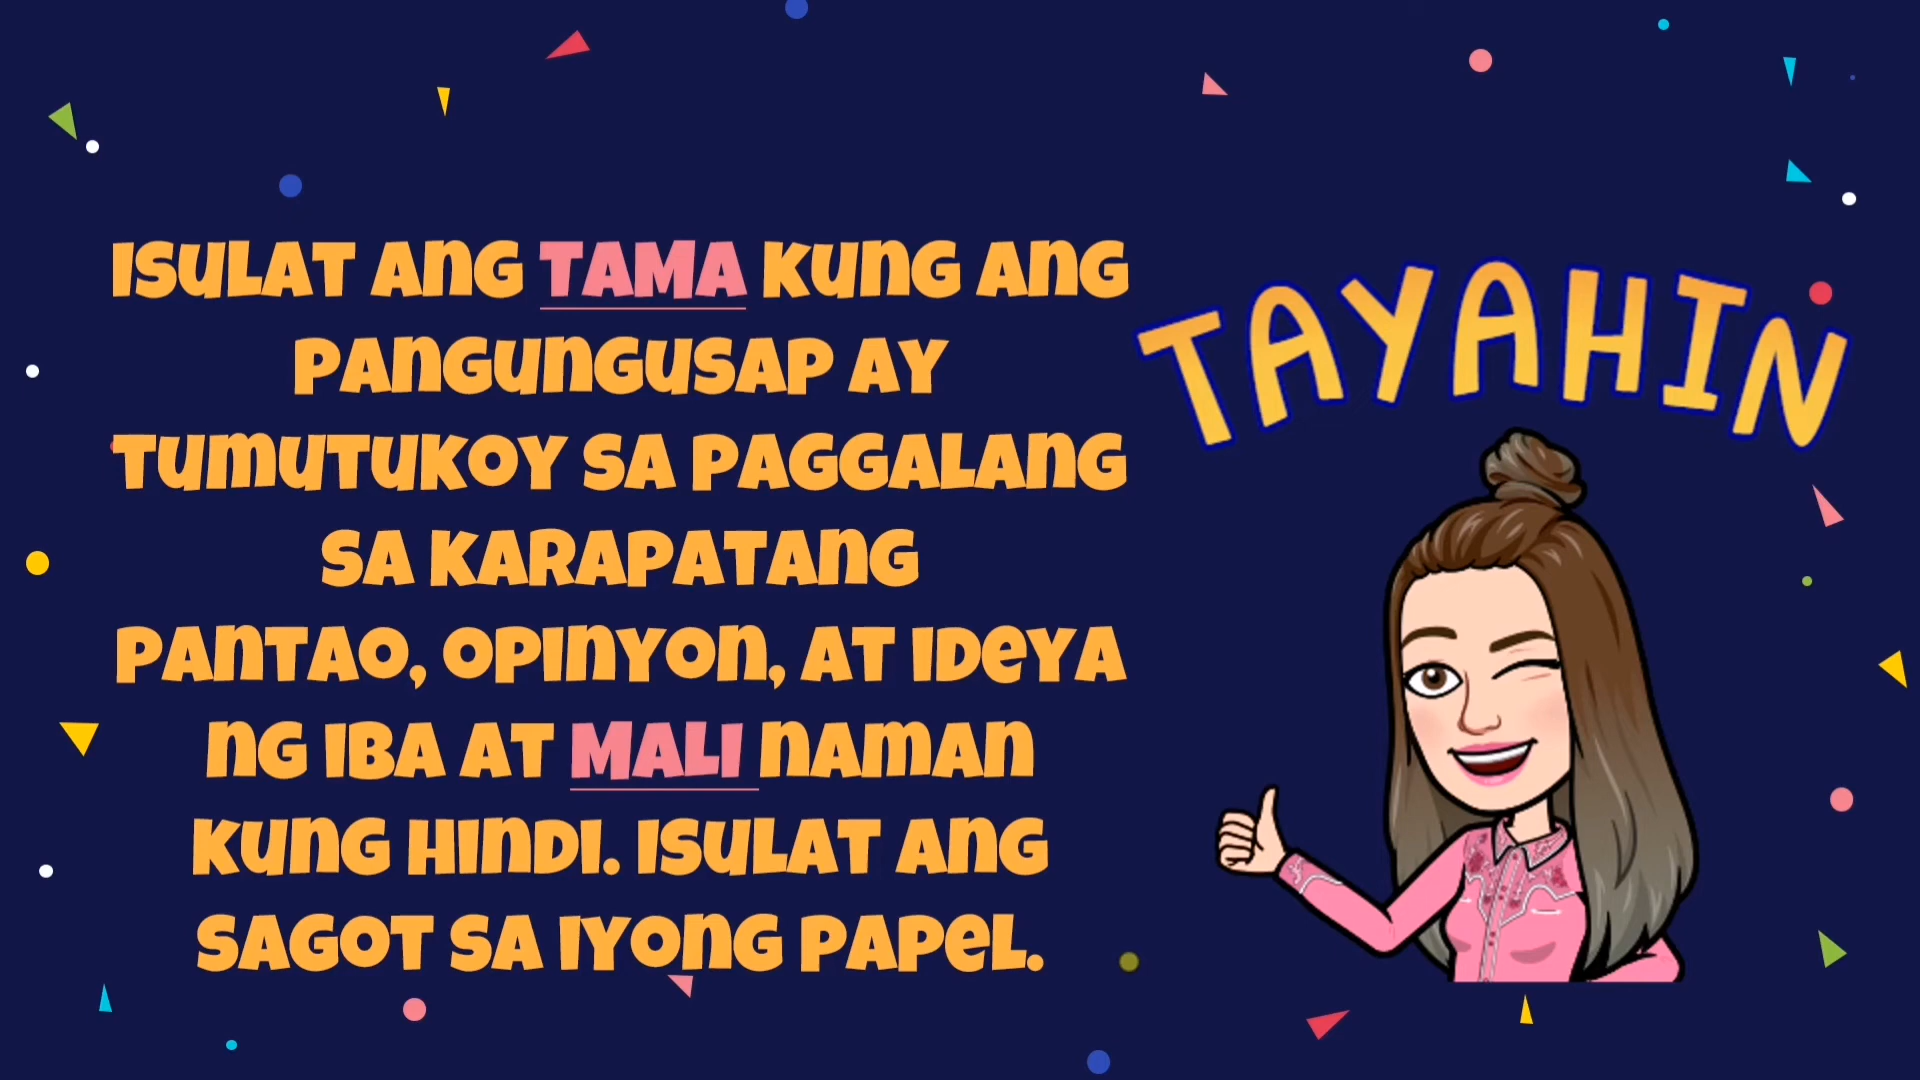 ISULAT ANG TAMA KUNG ANG
PANGUNGUSAP AY
TUMUTUKOY SA PAGGALANG
SA KARAPATANG
PANTAO, OPINYON, AT IDEYA
NG IBA AT MALI NAMAN
KUNG HINDI. ISULAT ANG
SAGOT SA IYONG PAPEL.
TAYAHIN